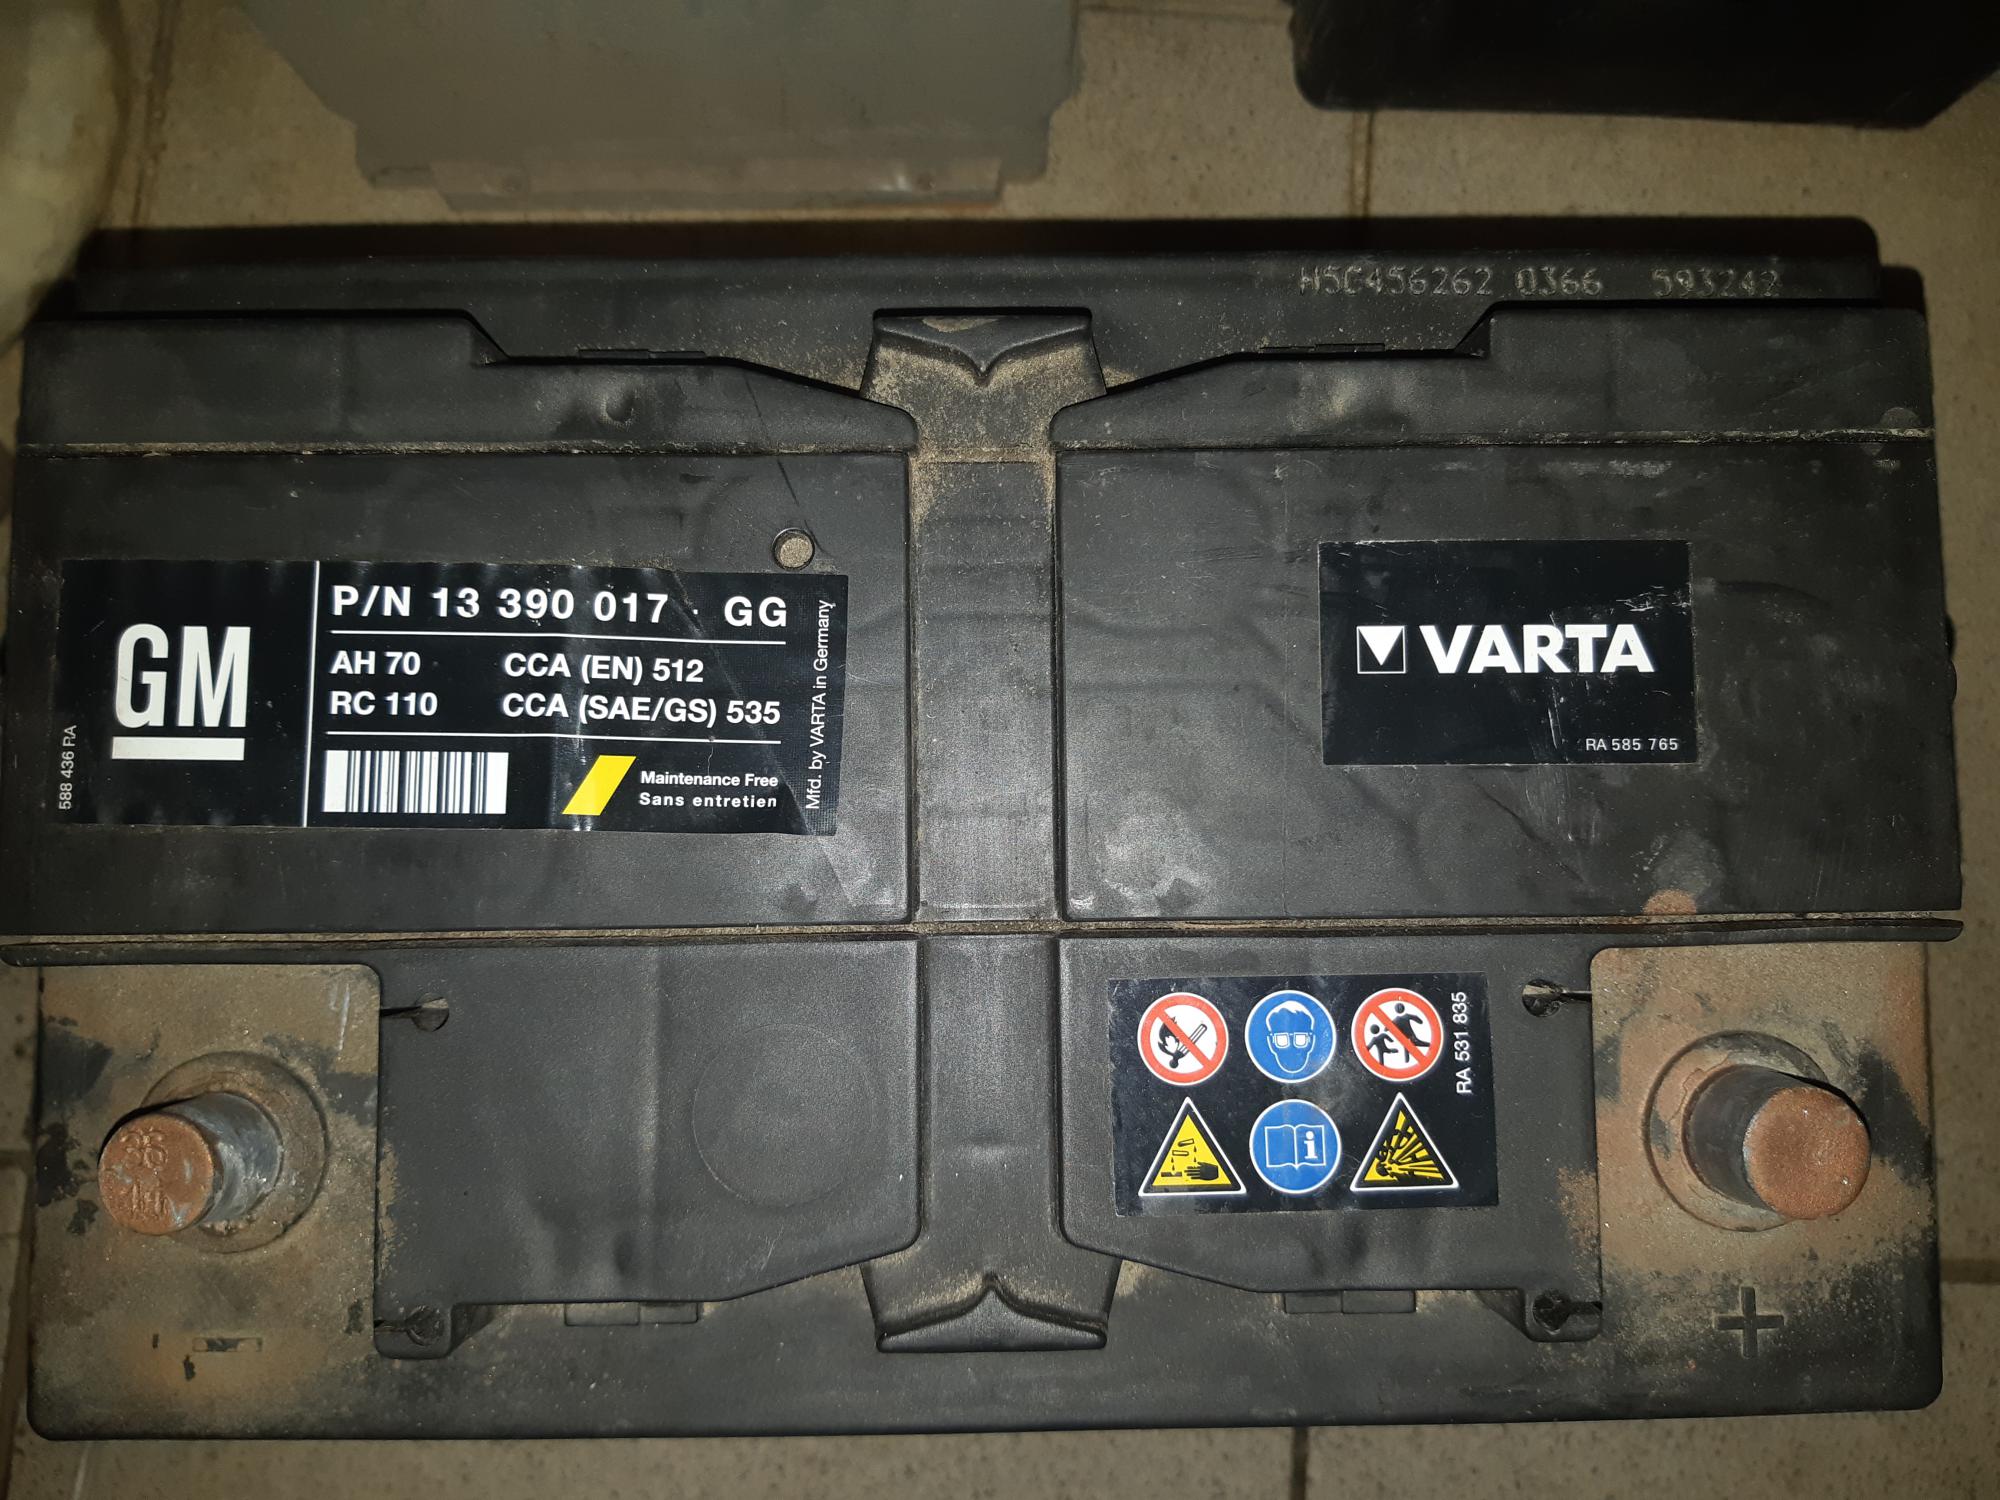 H5C456262 0366 593242
GM
P/N 13 390 017 · GG
AH 70 CCA (EN) 512
RC 110 CCA (SAE/GS) 535
Maintenance Free
Sans entretien
Mfd. by VARTA in Germany
588 436 RA
VARTA
RA 585 765
RA 531 835
i
36
-
+